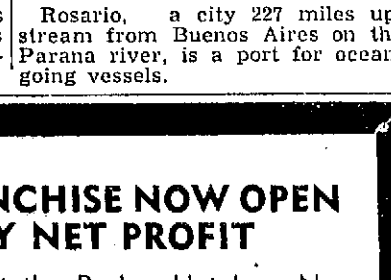 Rosario, a city 227 miles up
stream from Buenos Aires on th
Parana river, is a port for ocean
going vessels.
NCHISE NOW OPEN
Y NET PROFIT